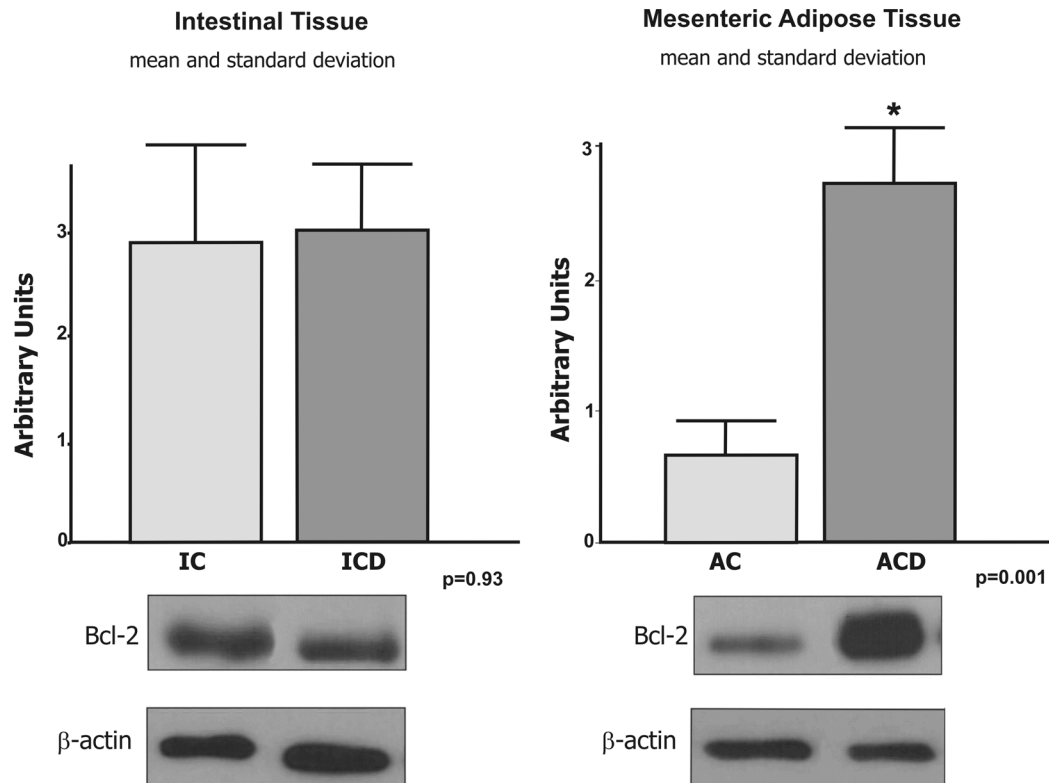 Intestinal Tissue
mean and standard deviation
Arbitrary Units
3
2
1
0
IC
ICD
p=0.93
Bcl-2
β-actin
Mesenteric Adipose Tissue
mean and standard deviation
*
Arbitrary Units
3
2
1
0
AC
ACD
p=0.001
Bcl-2
β-actin